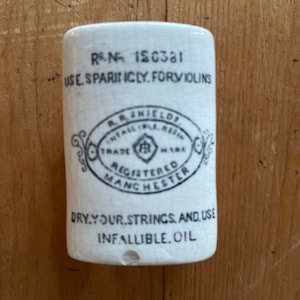 Rᴰ. Nº 126381
USE.SPARINGLY.FOR.VIOLINS
R.R.SHIELDS
INFALLIBLE.RESIN
TRADE MARK
REGISTERED
MANCHESTER
DRY.YOUR.STRINGS.AND.USE
INFALLIBLE.OIL